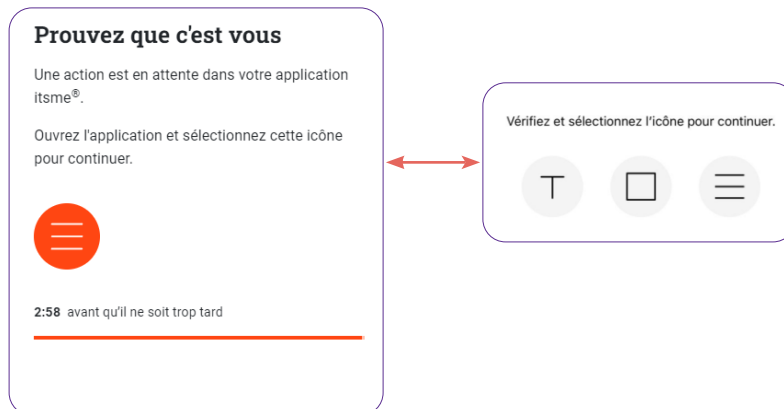 Prouvez que c'est vous
Une action est en attente dans votre application
itsme®.
Ouvrez l'application et sélectionnez cette icône
pour continuer.
2:58 avant qu'il ne soit trop tard
Vérifiez et sélectionnez l'icône pour continuer.